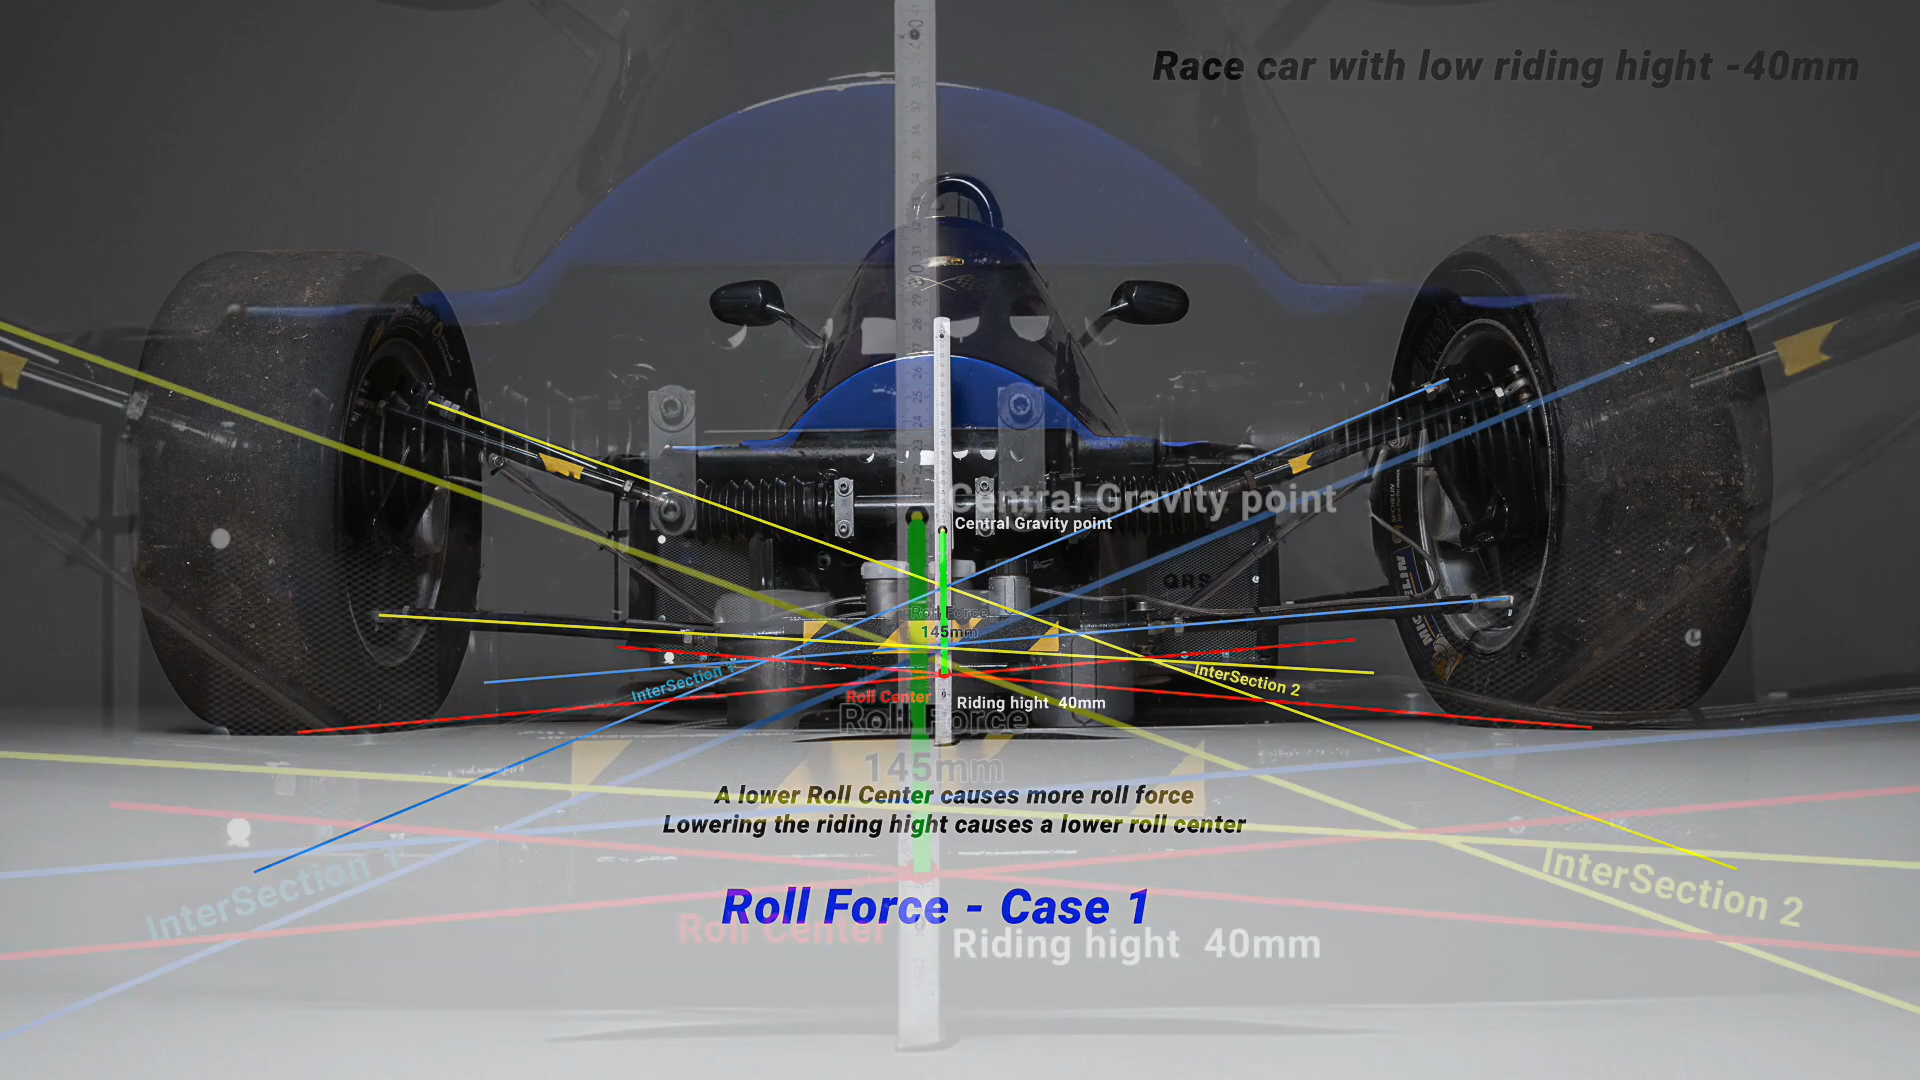 Race car with low riding hight -40mm
Central Gravity point
Central Gravity point
QRS
Roll Force
145mm
InterSection 1
InterSection 2
Roll Center
Riding hight 40mm
Roll Force
145mm
A lower Roll Center causes more roll force
Lowering the riding hight causes a lower roll center
InterSection 1
InterSection 2
Roll Force - Case 1
Roll Center
Riding hight 40mm